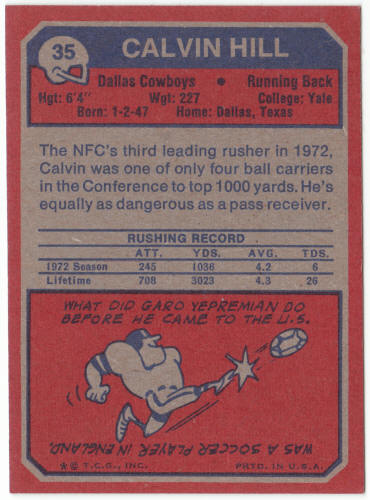 35 CALVIN HILL
Dallas Cowboys • Running Back
Hgt: 6'4" Wgt: 227 College: Yale
Born: 1-2-47 Home: Dallas, Texas
The NFC's third leading rusher in 1972,
Calvin was one of only four ball carriers
in the Conference to top 1000 yards. He's
equally as dangerous as a pass receiver.
RUSHING RECORD
ATT. YDS. AVG. TDS.
1972 Season 245 1036 4.2 6
Lifetime 708 3023 4.3 26
WHAT DID GARO YEPREMIAN DO
BEFORE HE CAME TO THE U.S.
WAS A SOCCER PLAYER IN ENGLAND.
*© T.C.G., INC. PRTD. IN U.S.A.